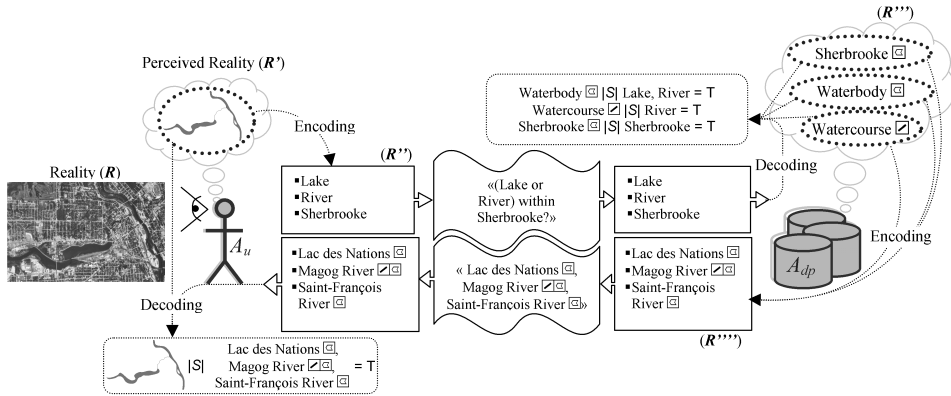 (R’’’)
Sherbrooke
Waterbody
Watercourse
Perceived Reality (R’)
Waterbody |S| Lake, River = T
Watercourse |S| River = T
Sherbrooke |S| Sherbrooke = T
Encoding
(R’’)
Decoding
Reality (R)
Lake
River
Sherbrooke
«(Lake or
River) within
Sherbrooke?»
Lake
River
Sherbrooke
Encoding
Au
Adp
Lac des Nations
Magog River
Saint-François
River
« Lac des Nations ,
Magog River ,
Saint-François River »
Lac des Nations
Magog River
Saint-François
River
Decoding
(R’’’’)
|S|
Lac des Nations ,
Magog River ,
Saint-François River
= T